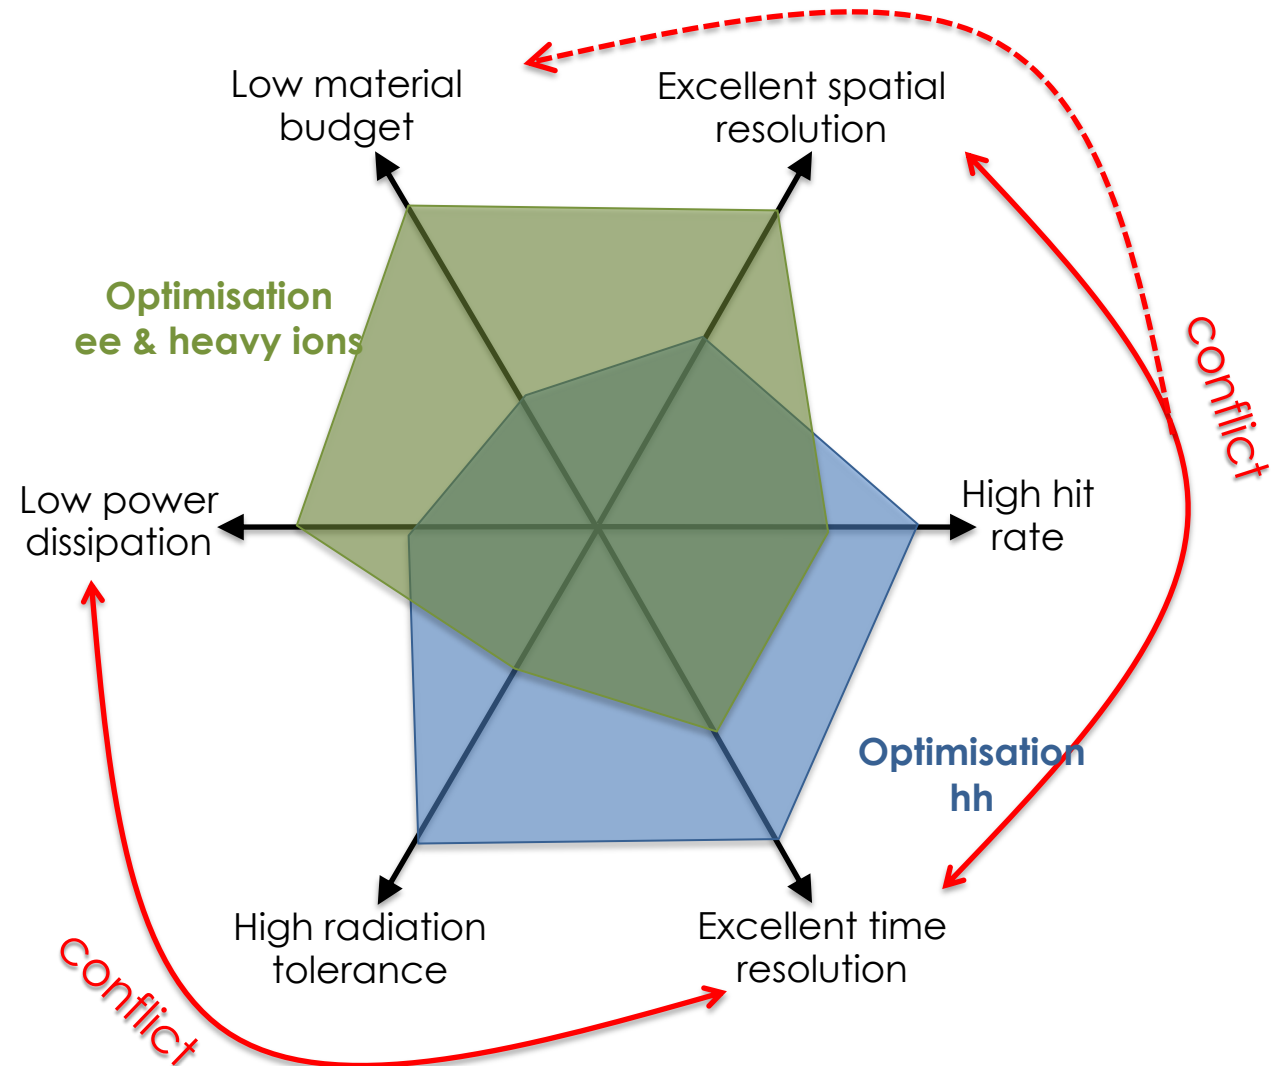 Low material
budget
Excellent spatial
resolution
Optimisation
ee & heavy ions
conflict
Low power
dissipation
High hit
rate
Optimisation
hh
High radiation
tolerance
Excellent time
resolution
conflict